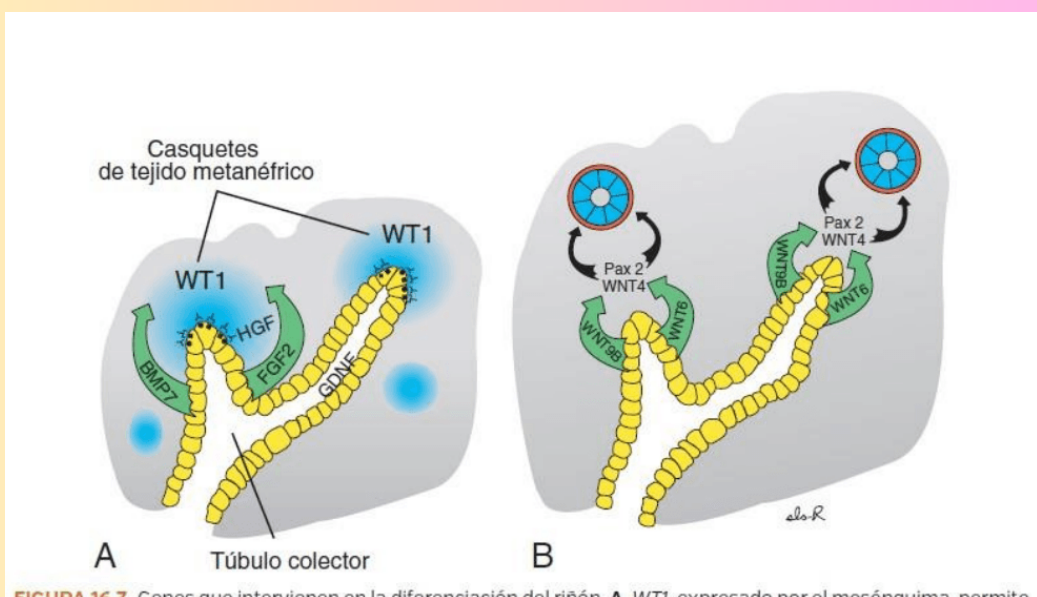 Casquetes
de tejido metanéfrico
WT1
WT1
HGF
BMP7
FGF2
GDNF
A
Túbulo colector
Pax 2
WNT4
WNT9B
WNT6
Pax 2
WNT4
WNT9B
WNT6
sls-R
B
FIGURA 16.7 Genes que intervienen en la diferenciación del riñón. A. WT1, expresado por el mesénquima, permite